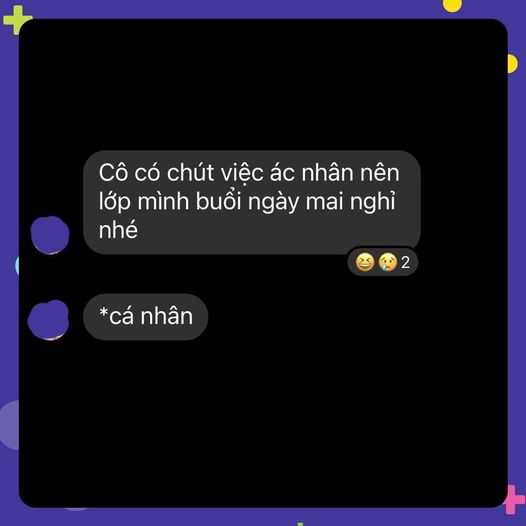 Cô có chút việc ác nhân nên
lớp mình buổi ngày mai nghỉ
nhé
2
*cá nhân